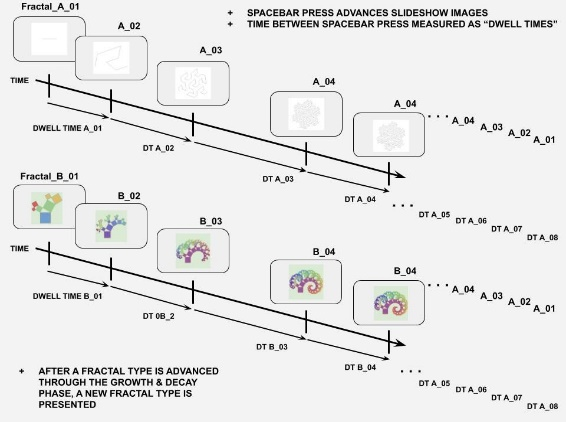 Fractal_A_01
+ SPACEBAR PRESS ADVANCES SLIDESHOW IMAGES
+ TIME BETWEEN SPACEBAR PRESS MEASURED AS “DWELL TIMES”
A_02
A_03
A_04
A_04
TIME
. . . A_04 A_03 A_02 A_01
DWELL TIME A_01
DT A_02
DT A_03
DT A_04
. . . DT A_05 DT A_06 DT A_07 DT A_08
Fractal_B_01
B_02
B_03
B_04
B_04
TIME
. . . A_04 A_03 A_02 A_01
DWELL TIME B_01
DT 0B_2
DT B_03
DT B_04
. . . DT A_05 DT A_06 DT A_07 DT A_08
+ AFTER A FRACTAL TYPE IS ADVANCED
THROUGH THE GROWTH & DECAY
PHASE, A NEW FRACTAL TYPE IS
PRESENTED